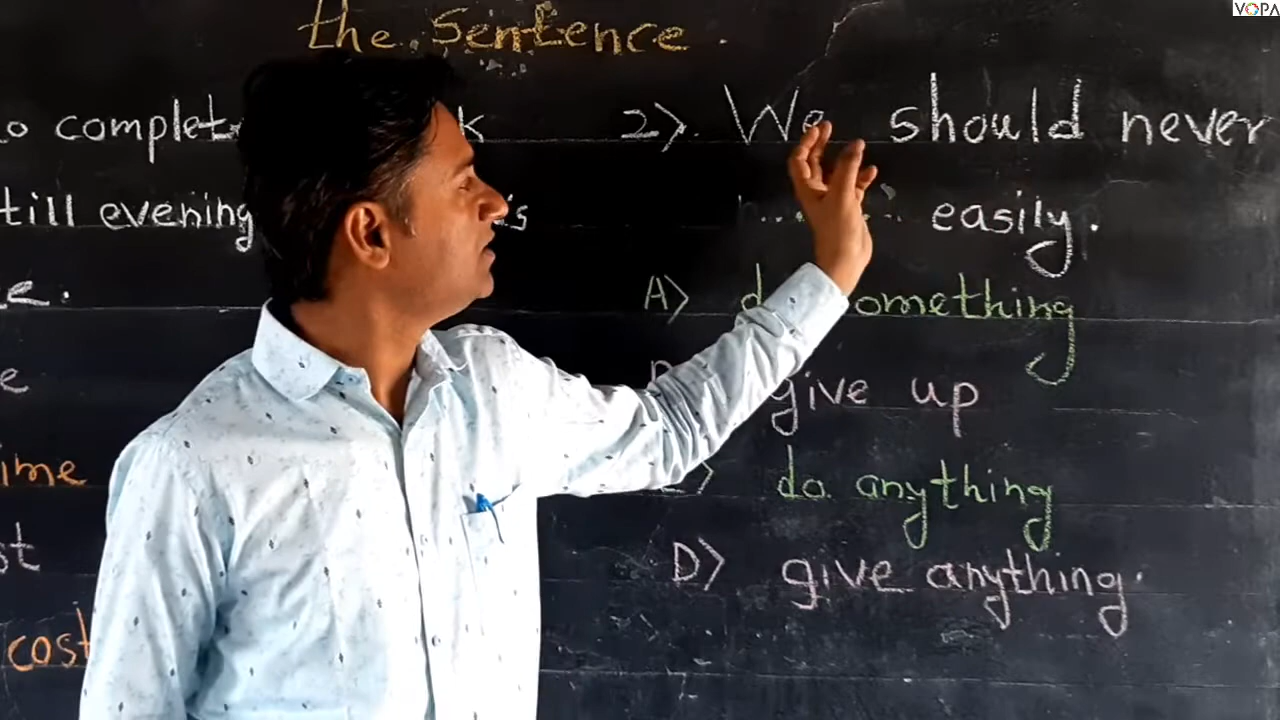 VOPA
the Sentence.
o complet k
till evening 's
e.
e
ime
st
cost
2) We should never
easily.
A) d omething
give up
C) do anything
D) give anything.